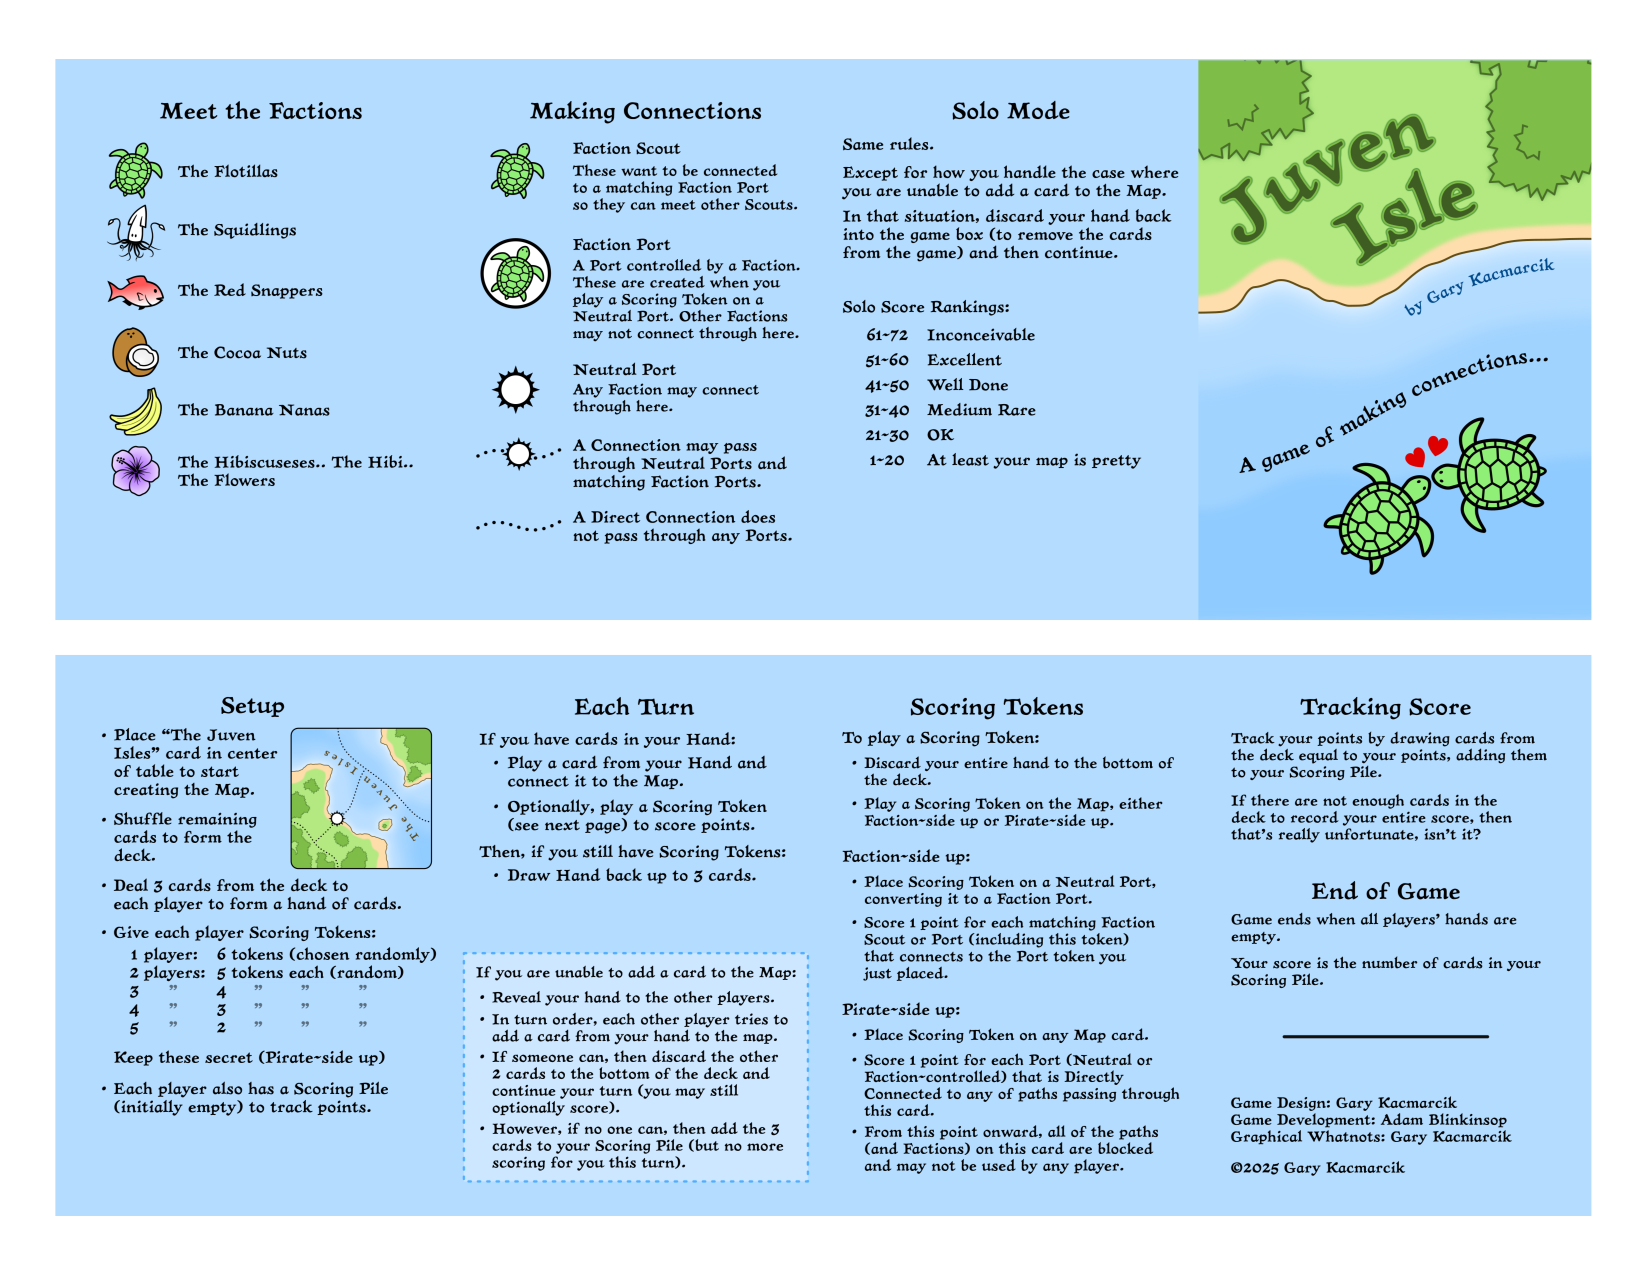 Meet the Factions
The Flotillas
The Squidlings
The Red Snappers
The Cocoa Nuts
The Banana Nanas
The Hibiscuseses.. The Hibi..
The Flowers
Making Connections
Faction Scout
These want to be connected
to a matching Faction Port
so they can meet other Scouts.
Faction Port
A Port controlled by a Faction.
These are created when you
play a Scoring Token on a
Neutral Port. Other Factions
may not connect through here.
Neutral Port
Any Faction may connect
through here.
A Connection may pass
through Neutral Ports and
matching Faction Ports.
A Direct Connection does
not pass through any Ports.
Solo Mode
Same rules.
Except for how you handle the case where
you are unable to add a card to the Map.
In that situation, discard your hand back
into the game box (to remove the cards
from the game) and then continue.
Solo Score Rankings:
61-72 Inconceivable
51-60 Excellent
41-50 Well Done
31-40 Medium Rare
21-30 OK
1-20 At least your map is pretty
Juven
Isle
by Gary Kacmarcik
A game of making connections...
Setup
• Place “The Juven
Isles” card in center
of table to start
creating the Map.
• Shuffle remaining
cards to form the
deck.
The Juven Isles
• Deal 3 cards from the deck to
each player to form a hand of cards.
• Give each player Scoring Tokens:
1 player: 6 tokens (chosen randomly)
2 players: 5 tokens each (random)
3 ” 4 ” ” ”
4 ” 3 ” ” ”
5 ” 2 ” ” ”
Keep these secret (Pirate-side up)
• Each player also has a Scoring Pile
(initially empty) to track points.
Each Turn
If you have cards in your Hand:
• Play a card from your Hand and
connect it to the Map.
• Optionally, play a Scoring Token
(see next page) to score points.
Then, if you still have Scoring Tokens:
• Draw Hand back up to 3 cards.
If you are unable to add a card to the Map:
• Reveal your hand to the other players.
• In turn order, each other player tries to
add a card from your hand to the map.
• If someone can, then discard the other
2 cards to the bottom of the deck and
continue your turn (you may still
optionally score).
• However, if no one can, then add the 3
cards to your Scoring Pile (but no more
scoring for you this turn).
Scoring Tokens
To play a Scoring Token:
• Discard your entire hand to the bottom of
the deck.
• Play a Scoring Token on the Map, either
Faction-side up or Pirate-side up.
Faction-side up:
• Place Scoring Token on a Neutral Port,
converting it to a Faction Port.
• Score 1 point for each matching Faction
Scout or Port (including this token)
that connects to the Port token you
just placed.
Pirate-side up:
• Place Scoring Token on any Map card.
• Score 1 point for each Port (Neutral or
Faction-controlled) that is Directly
Connected to any of paths passing through
this card.
• From this point onward, all of the paths
(and Factions) on this card are blocked
and may not be used by any player.
Tracking Score
Track your points by drawing cards from
the deck equal to your points, adding them
to your Scoring Pile.
If there are not enough cards in the
deck to record your entire score, then
that’s really unfortunate, isn’t it?
End of Game
Game ends when all players’ hands are
empty.
Your score is the number of cards in your
Scoring Pile.
Game Design: Gary Kacmarcik
Game Development: Adam Blinkinsop
Graphical Whatnots: Gary Kacmarcik
©2025 Gary Kacmarcik